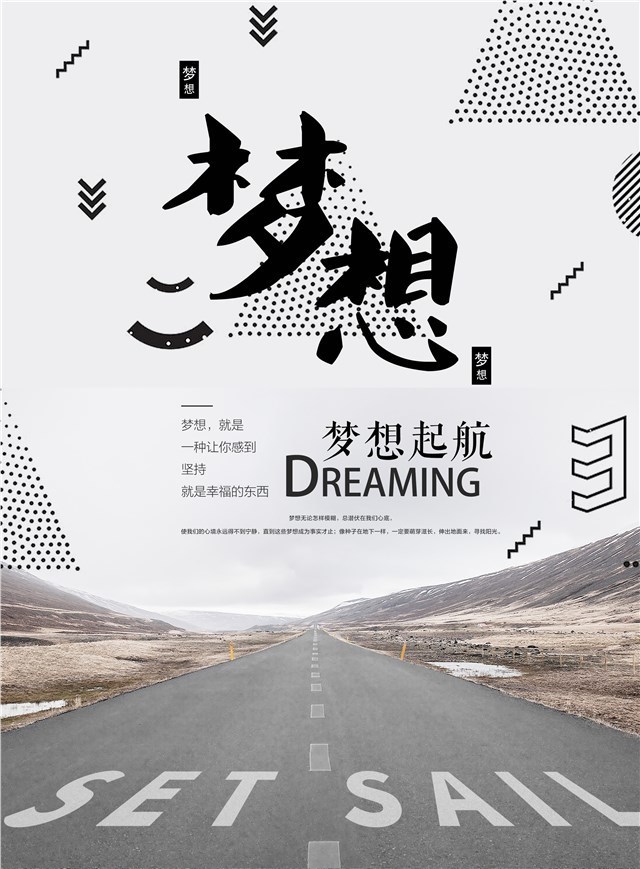 梦
想
梦想
梦
想
梦想，就是
一种让你感到
坚持
就是幸福的东西
梦想起航
DREAMING
梦想无论怎样模糊，总潜伏在我们心底，
使我们的心境永远得不到宁静，直到这些梦想成为事实才止；像种子在地下一样，一定要萌芽滋长，伸出地面来，寻找阳光。
SET SAIL